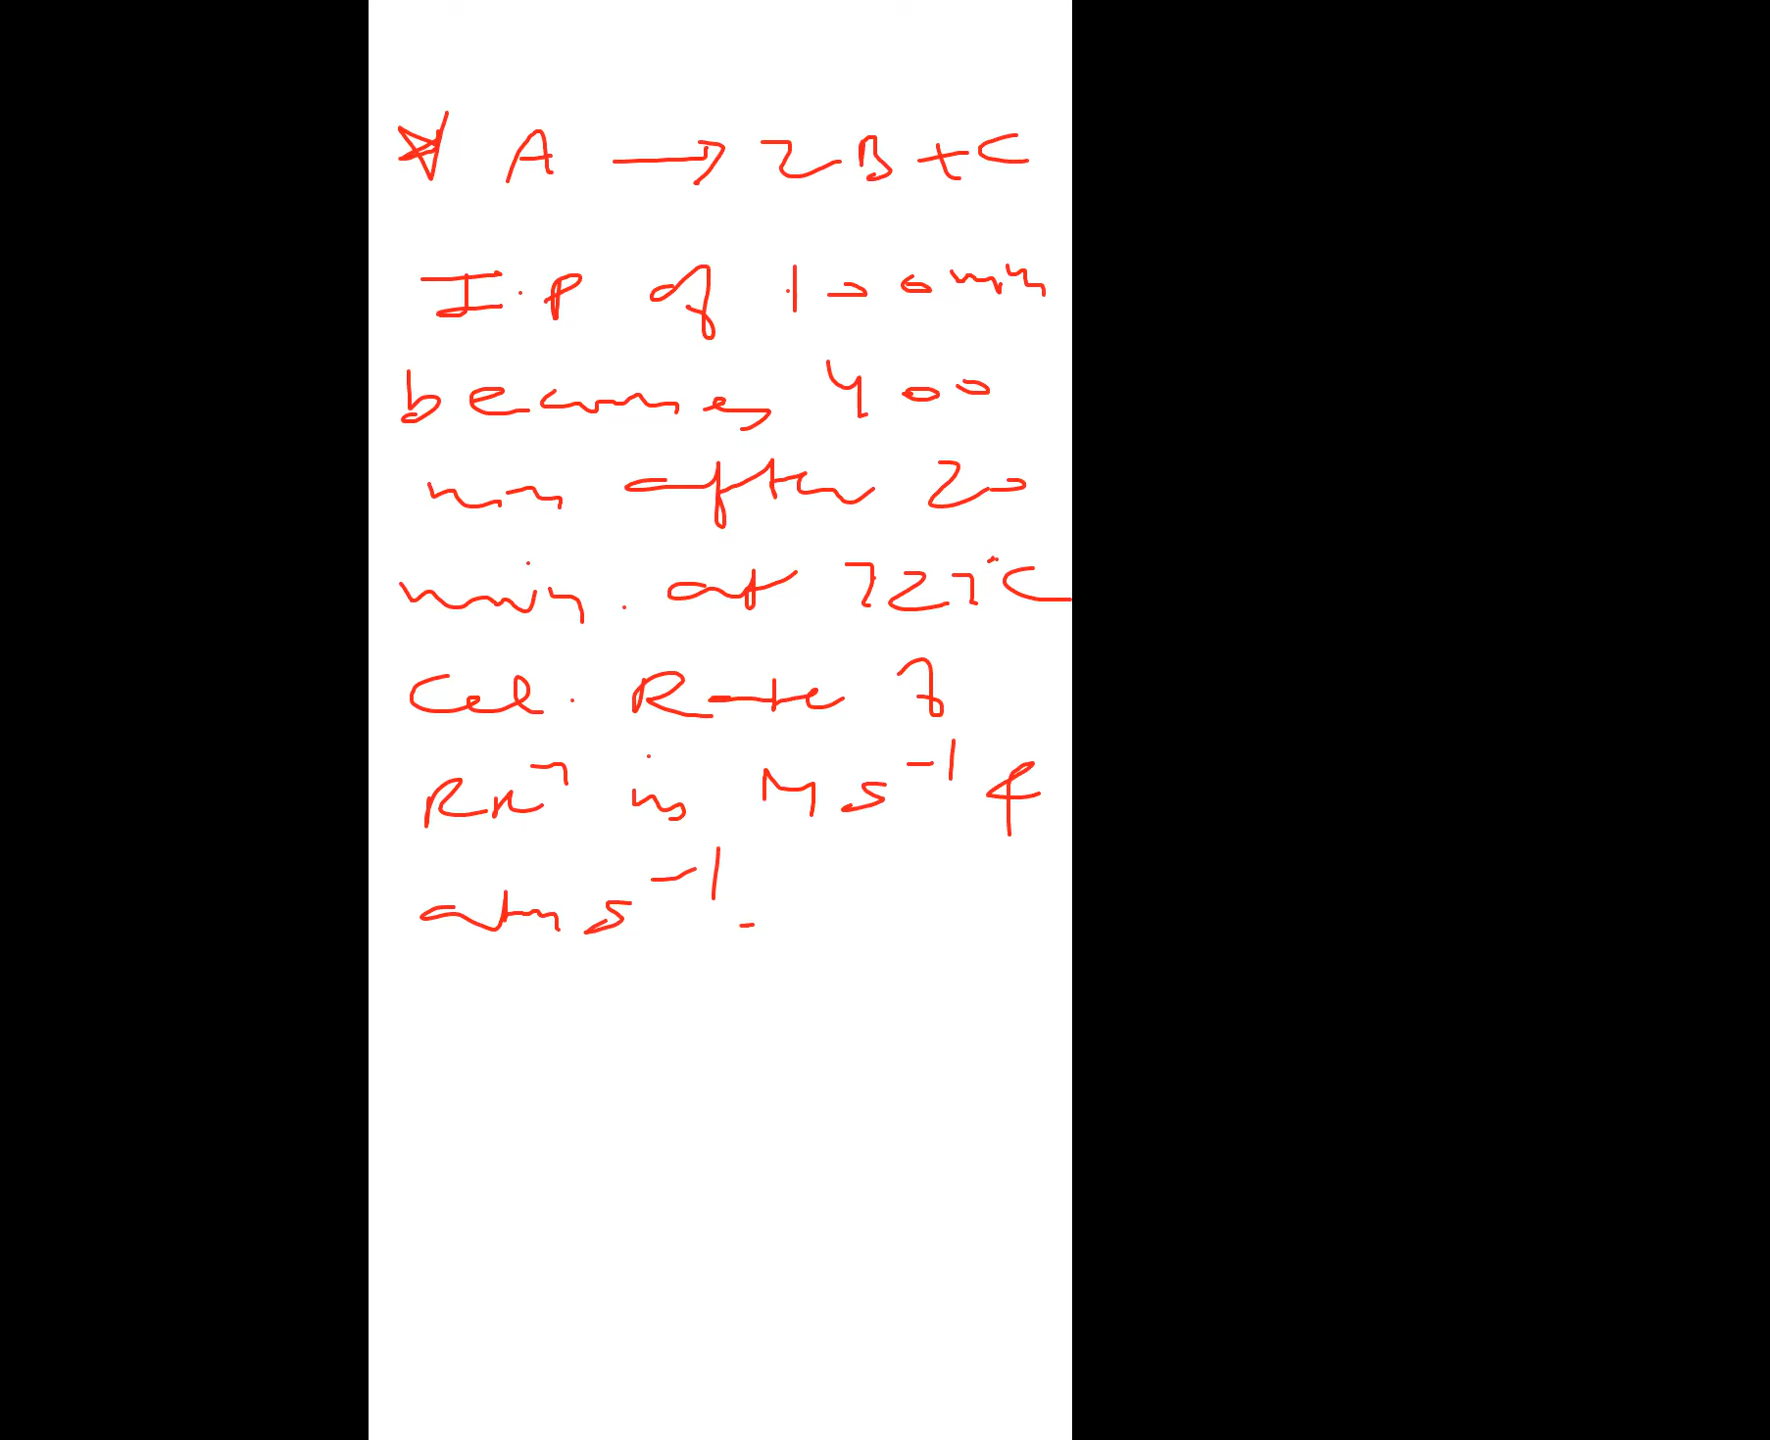 A → 2B + C
I.P of 100 mm
becomes 400
mm after 20
min. at 727°C
Cal. Rate of
Rxn in M s⁻¹ &
atm s⁻¹.